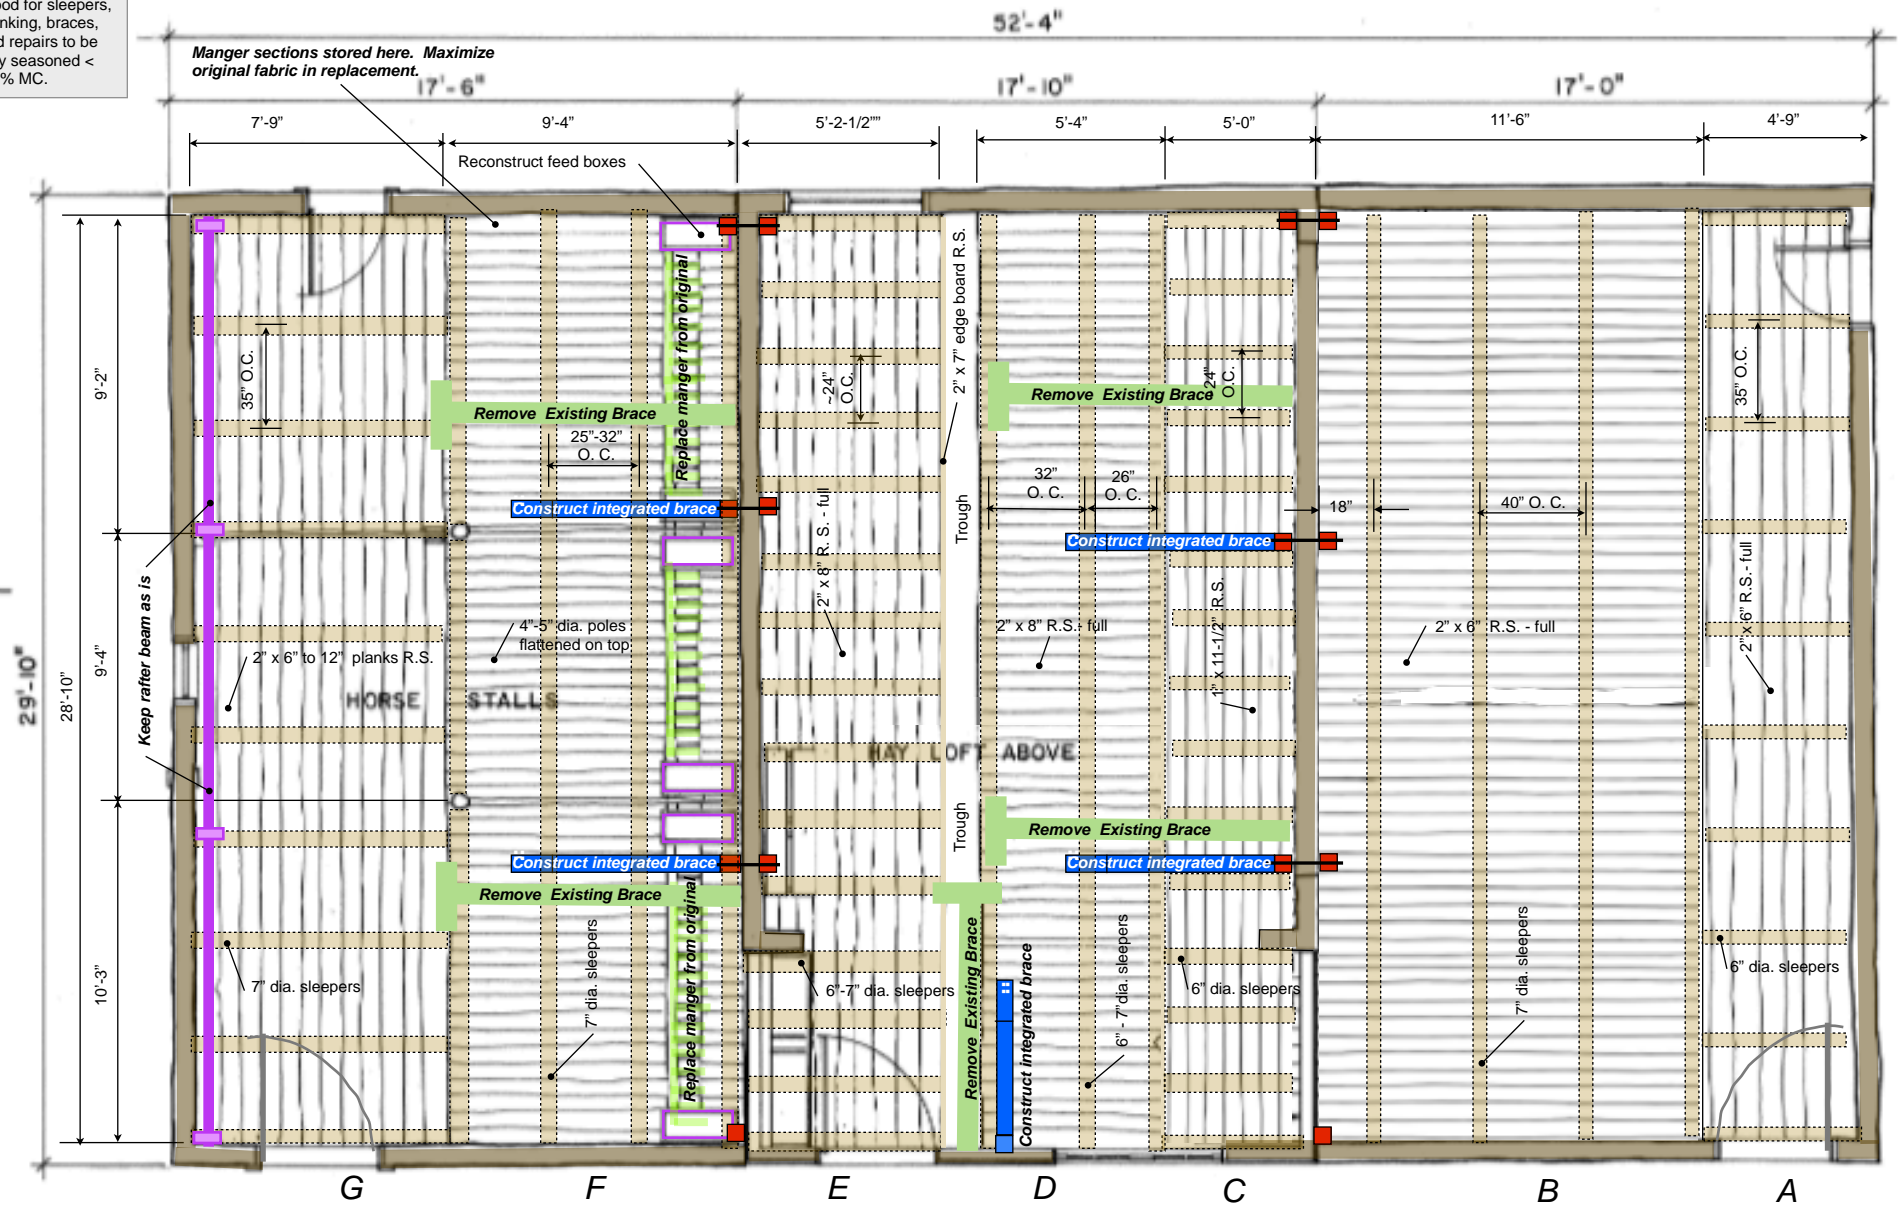 ood for sleepers,
nking, braces,
d repairs to be
y seasoned <
% MC.
52'-4"
Manger sections stored here. Maximize
original fabric in replacement.
17'-6"
17'-10"
17'-0"
7'-9"
9'-4"
5'-2-1/2""
5'-4"
5'-0"
11'-6"
4'-9"
Reconstruct feed boxes
29'-10"
28'-10"
9'-2"
9'-4"
10'-3"
Keep rafter beam as is
35" O.C.
Remove Existing Brace
25"-32"
O. C.
Replace manger from original
Construct integrated brace
~24"
O.C.
2" x 7" edge board R.S.
Remove Existing Brace
24"
O.C.
35" O.C.
32"
O. C.
26"
O. C.
18"
40" O. C.
Trough
Construct integrated brace
2" x 8" R. S. - full
4"-5" dia. poles
flattened on top
2" x 6" to 12" planks R.S.
HORSE STALLS
2" x 8" R.S.- full
1" x 11-1/2" R.S.
2" x 6" R.S. - full
2" x 6" R.S.- full
HAY LOFT ABOVE
Trough
Remove Existing Brace
Construct integrated brace
Construct integrated brace
Remove Existing Brace
Replace manger from original
7" dia. sleepers
7" dia. sleepers
6"-7" dia. sleepers
Remove Existing Brace
Construct integrated brace
6" - 7" dia. sleepers
6" dia. sleepers
7" dia. sleepers
6" dia. sleepers
G
F
E
D
C
B
A